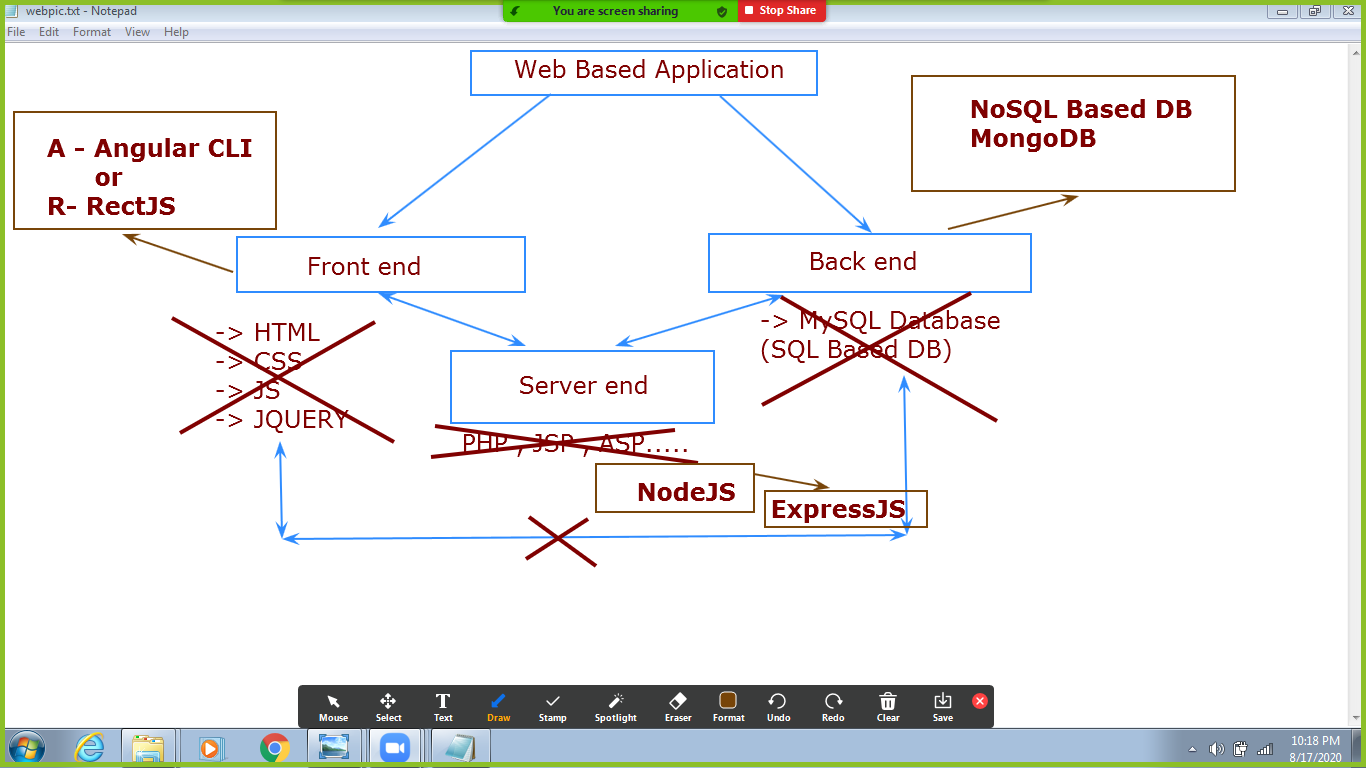 webpic.txt - Notepad
You are screen sharing
Stop Share
File Edit Format View Help
Web Based Application
NoSQL Based DB
MongoDB
A - Angular CLI
or
R- RectJS
Front end
Back end
-> HTML
-> CSS
-> JS
-> JQUERY
-> MySQL Database
(SQL Based DB)
Server end
PHP , JSP , ASP.....
NodeJS
ExpressJS
Mouse Select Text Draw Stamp Spotlight Eraser Format Undo Redo Clear Save
10:18 PM
8/17/2020